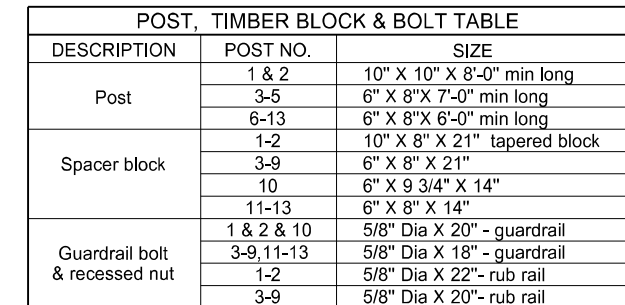 POST, TIMBER BLOCK & BOLT TABLE
DESCRIPTION POST NO. SIZE
Post
1 & 2 10" X 10" X 8'-0" min long
3-5 6" X 8"X 7'-0" min long
6-13 6" X 8"X 6'-0" min long
Spacer block
1-2 10" X 8" X 21" tapered block
3-9 6" X 8" X 21"
10 6" X 9 3/4" X 14"
11-13 6" X 8" X 14"
Guardrail bolt
& recessed nut
1 & 2 & 10 5/8" Dia X 20" - guardrail
3-9,11-13 5/8" Dia X 18" - guardrail
1-2 5/8" Dia X 22"- rub rail
3-9 5/8" Dia X 20"- rub rail